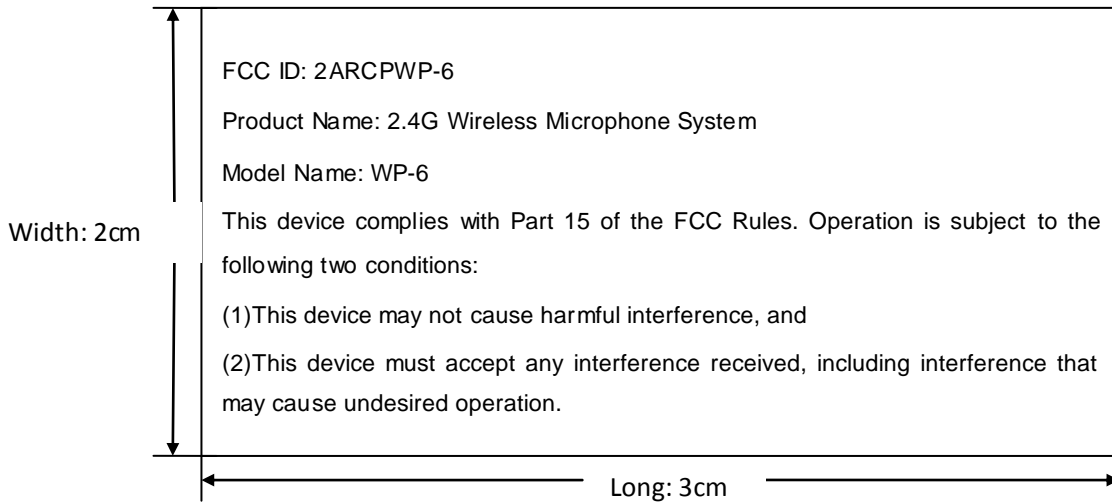 FCC ID: 2ARCPWP-6
Product Name: 2.4G Wireless Microphone System
Model Name: WP-6
Width: 2cm
This device complies with Part 15 of the FCC Rules. Operation is subject to the
following two conditions:
(1)This device may not cause harmful interference, and
(2)This device must accept any interference received, including interference that
may cause undesired operation.
Long: 3cm